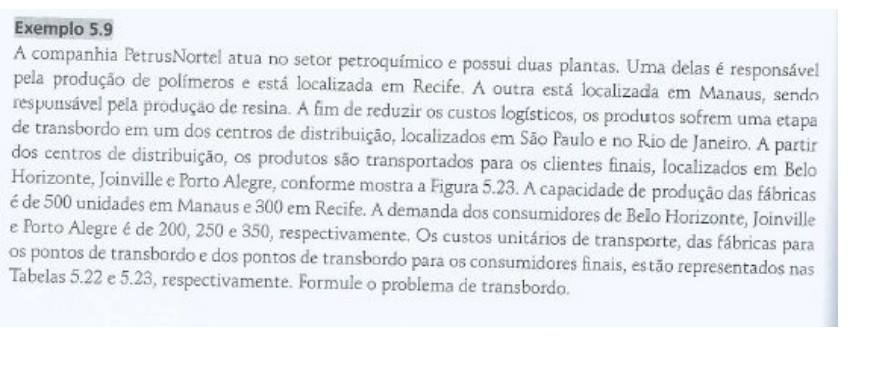 Exemplo 5.9
A companhia PetrusNortel atua no setor petroquímico e possui duas plantas. Uma delas é responsável
pela produção de polímeros e está localizada em Recife. A outra está localizada em Manaus, sendo
responsável pela produção de resina. A fim de reduzir os custos logísticos, os produtos sofrem uma etapa
de transbordo em um dos centros de distribuição, localizados em São Paulo e no Rio de Janeiro. A partir
dos centros de distribuição, os produtos são transportados para os clientes finais, localizados em Belo
Horizonte, Joinville e Porto Alegre, conforme mostra a Figura 5.23. A capacidade de produção das fábricas
é de 500 unidades em Manaus e 300 em Recife. A demanda dos consumidores de Belo Horizonte, Joinville
e Porto Alegre é de 200, 250 e 350, respectivamente. Os custos unitários de transporte, das fábricas para
os pontos de transbordo e dos pontos de transbordo para os consumidores finais, estão representados nas
Tabelas 5.22 e 5.23, respectivamente. Formule o problema de transbordo.